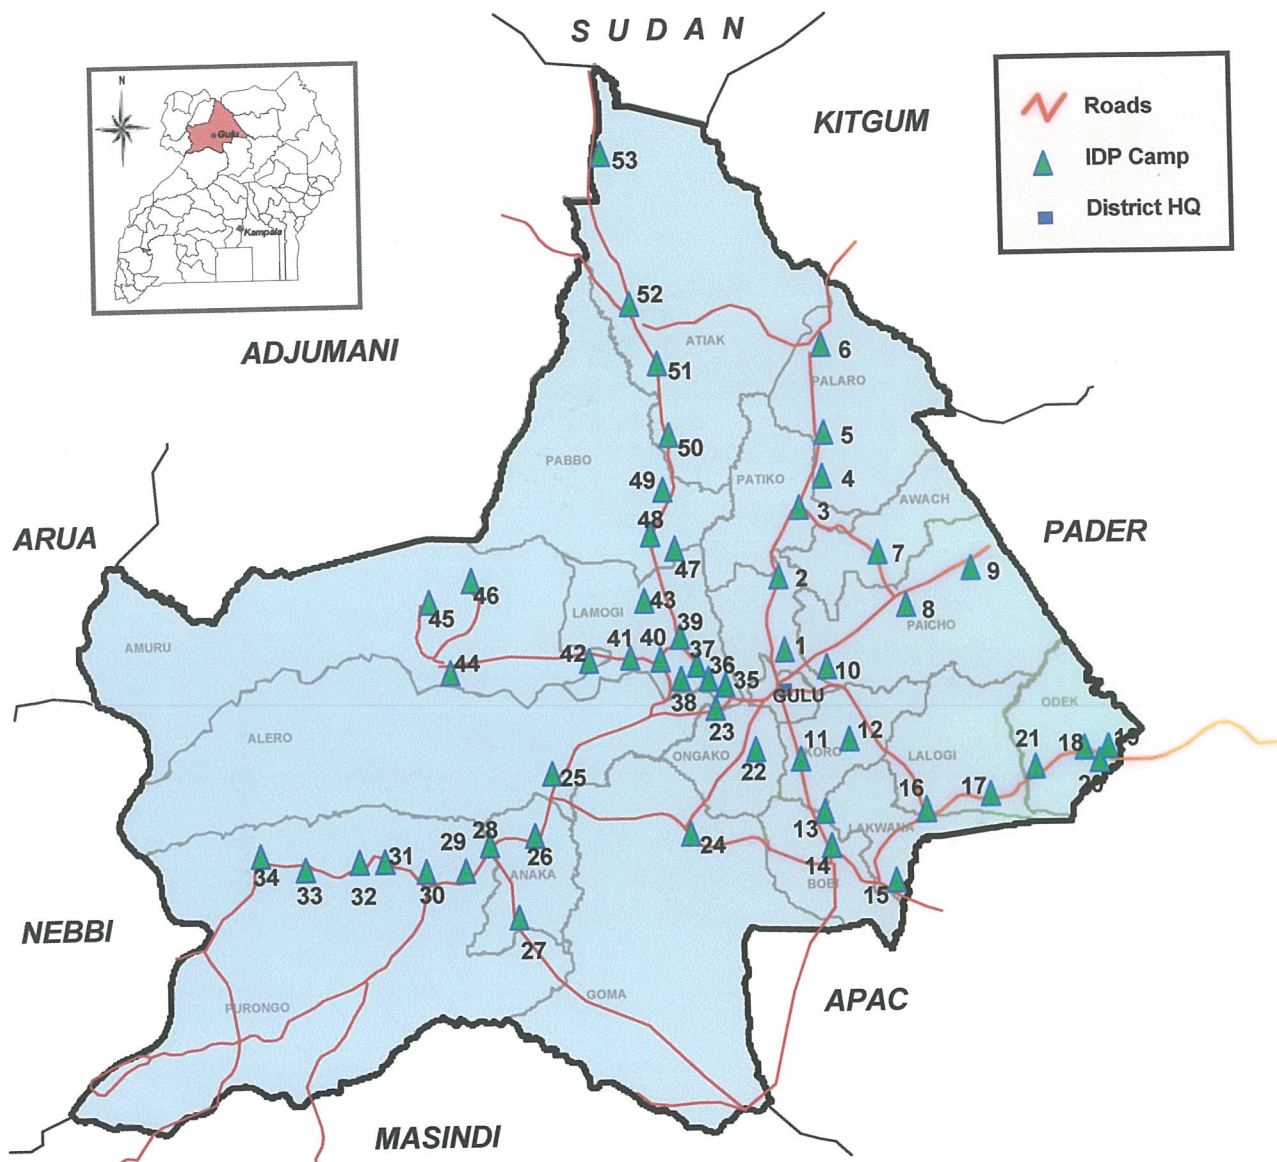 S U D A N
N
Gulu
Kampala
KITGUM
Roads
IDP Camp
District HQ
53
52
ADJUMANI
ATIAK
6
51
PALARO
5
50
PABBO
PATIKO
4
49
AWACH
3
48
ARUA
PADER
47
7
9
2
46
45
43
LAMOGI
8
39
PAICHO
AMURU
41
40
37
1
42
36
10
44
35
38
GULU
ODEK
23
12
ALERO
11
21
18
19
ONGAKO
KORO
LALOGI
22
25
20
17
16
13
LAKWANA
28
29
24
26
31
14
34
33
32
30
ANAKA
BOBI
15
NEBBI
27
GOMA
APAC
PURONGO
MASINDI